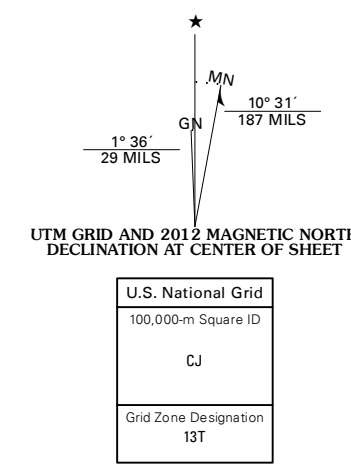 ★
MN
GN
10° 31´
187 MILS
1° 36´
29 MILS
UTM GRID AND 2012 MAGNETIC NORTH
DECLINATION AT CENTER OF SHEET
U.S. National Grid
100,000-m Square ID
CJ
Grid Zone Designation
13T